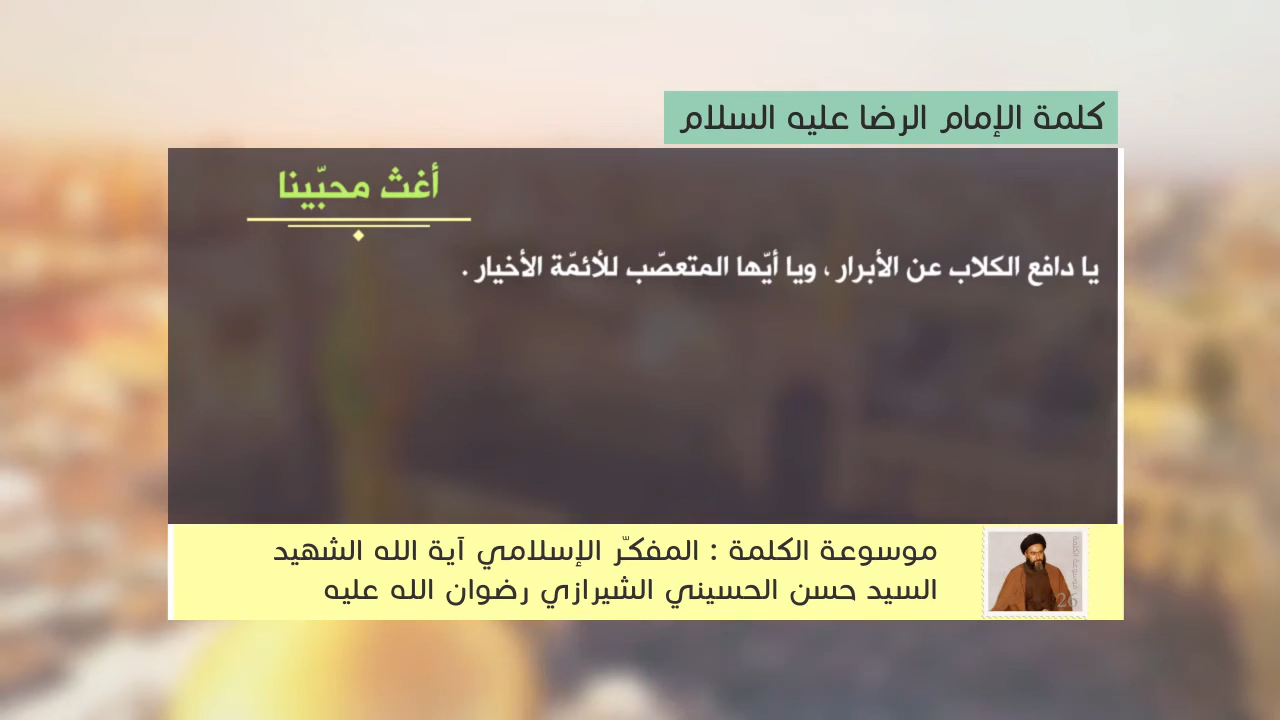 كلمة الإمام الرضا عليه السلام
أغث محبّينا
يا دافع الكلاب عن الأبرار ، ويا أيّها المتعصّب للأئمّة الأخيار .
موسوعة الكلمة : المفكّر الإسلامي آية الله الشهيد
السيد حسن الحسيني الشيرازي رضوان الله عليه
26